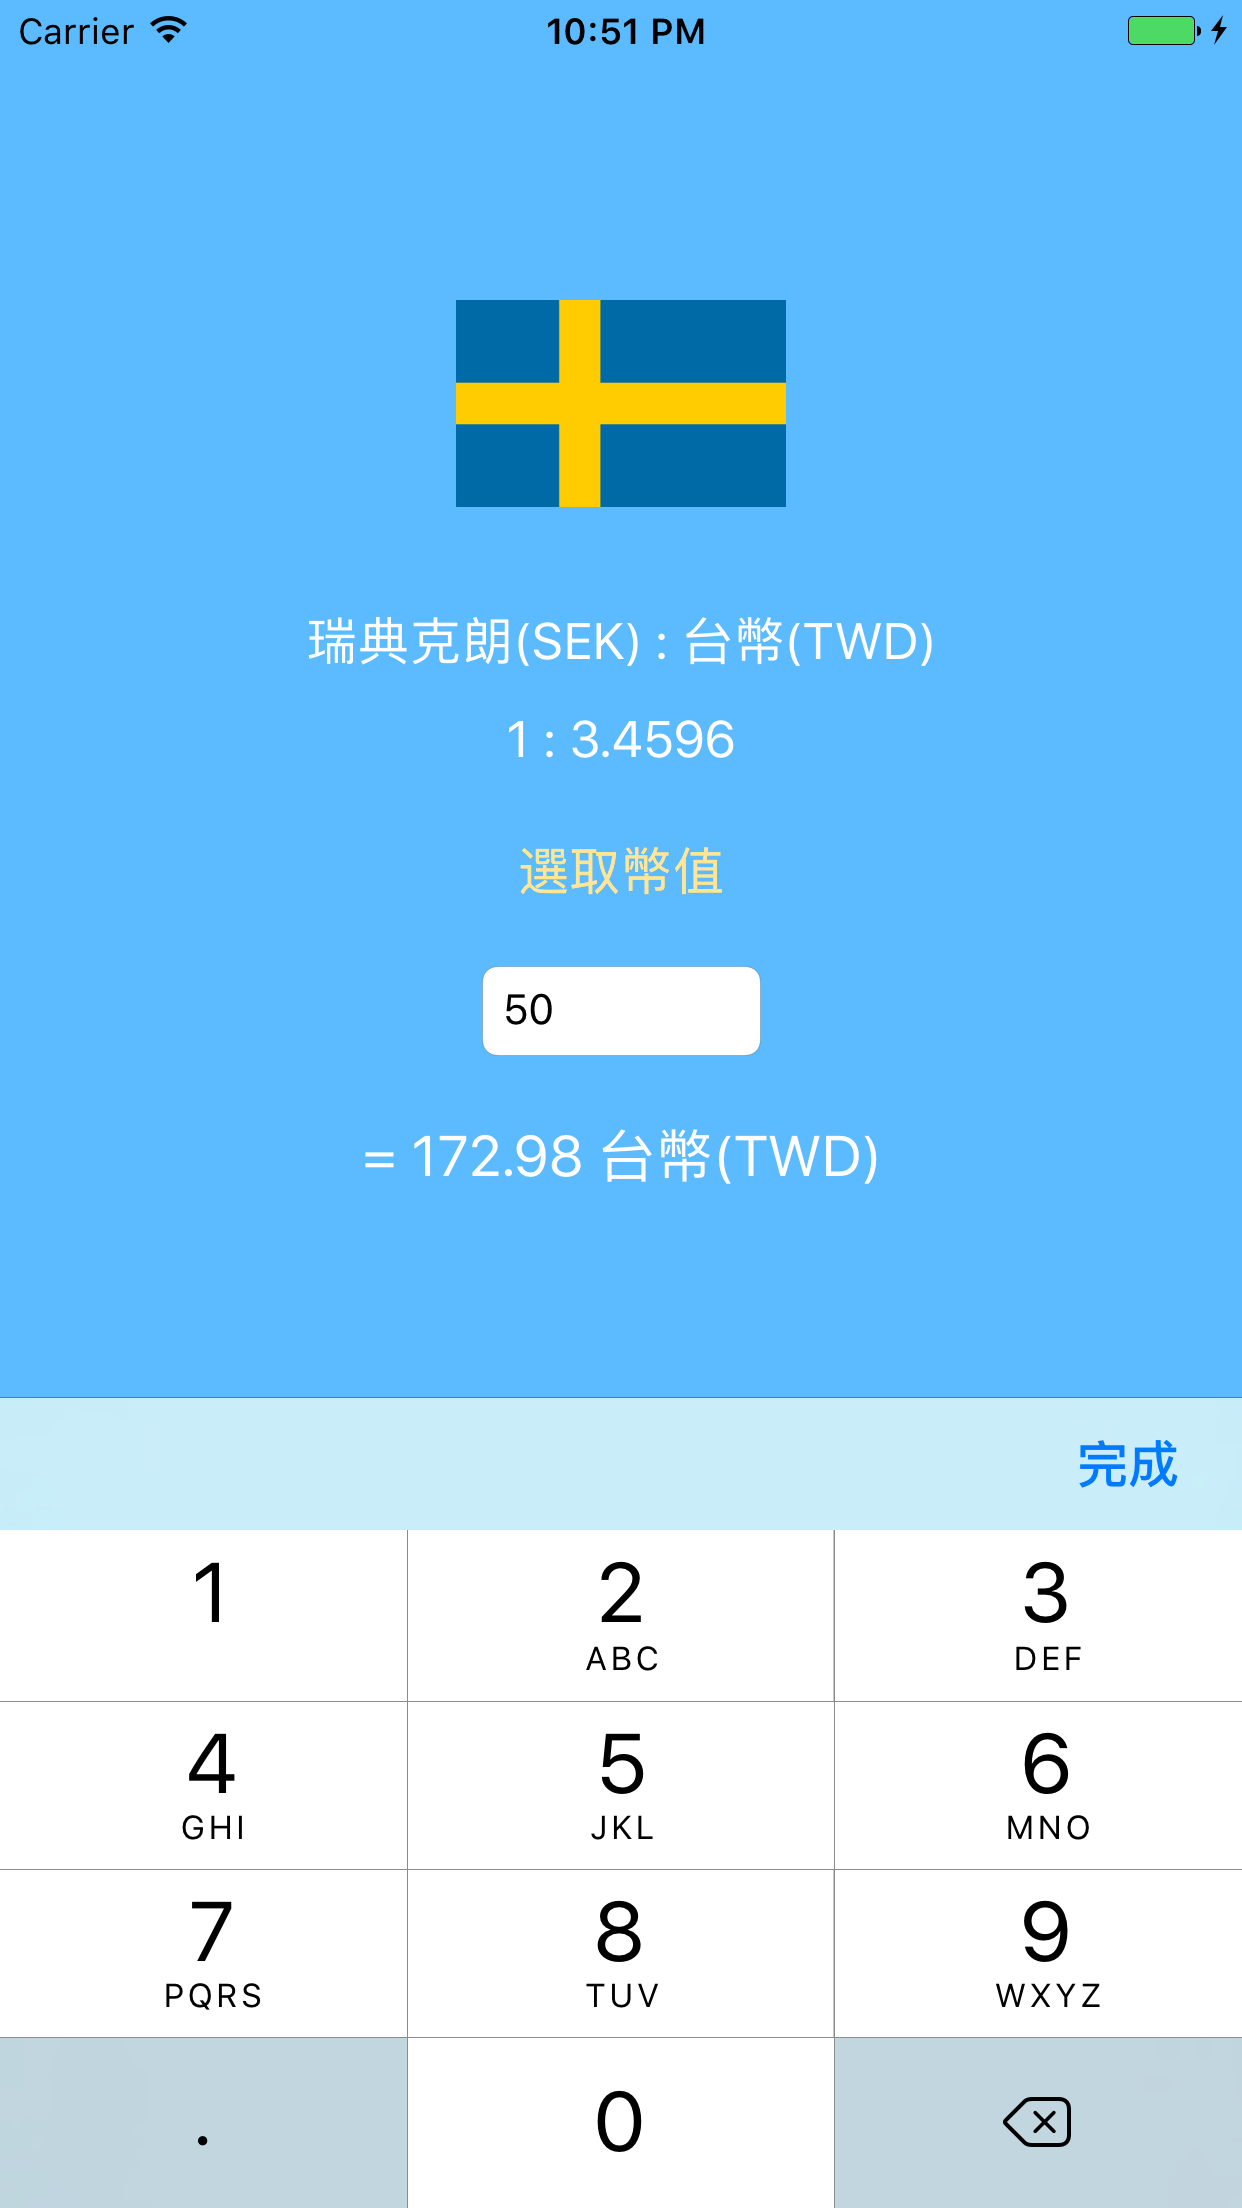 Carrier 10:51 PM
瑞典克朗(SEK) : 台幣(TWD)
1 : 3.4596
選取幣值
50
= 172.98 台幣(TWD)
完成
1 2 3
ABC DEF
4 5 6
GHI JKL MNO
7 8 9
PQRS TUV WXYZ
. 0